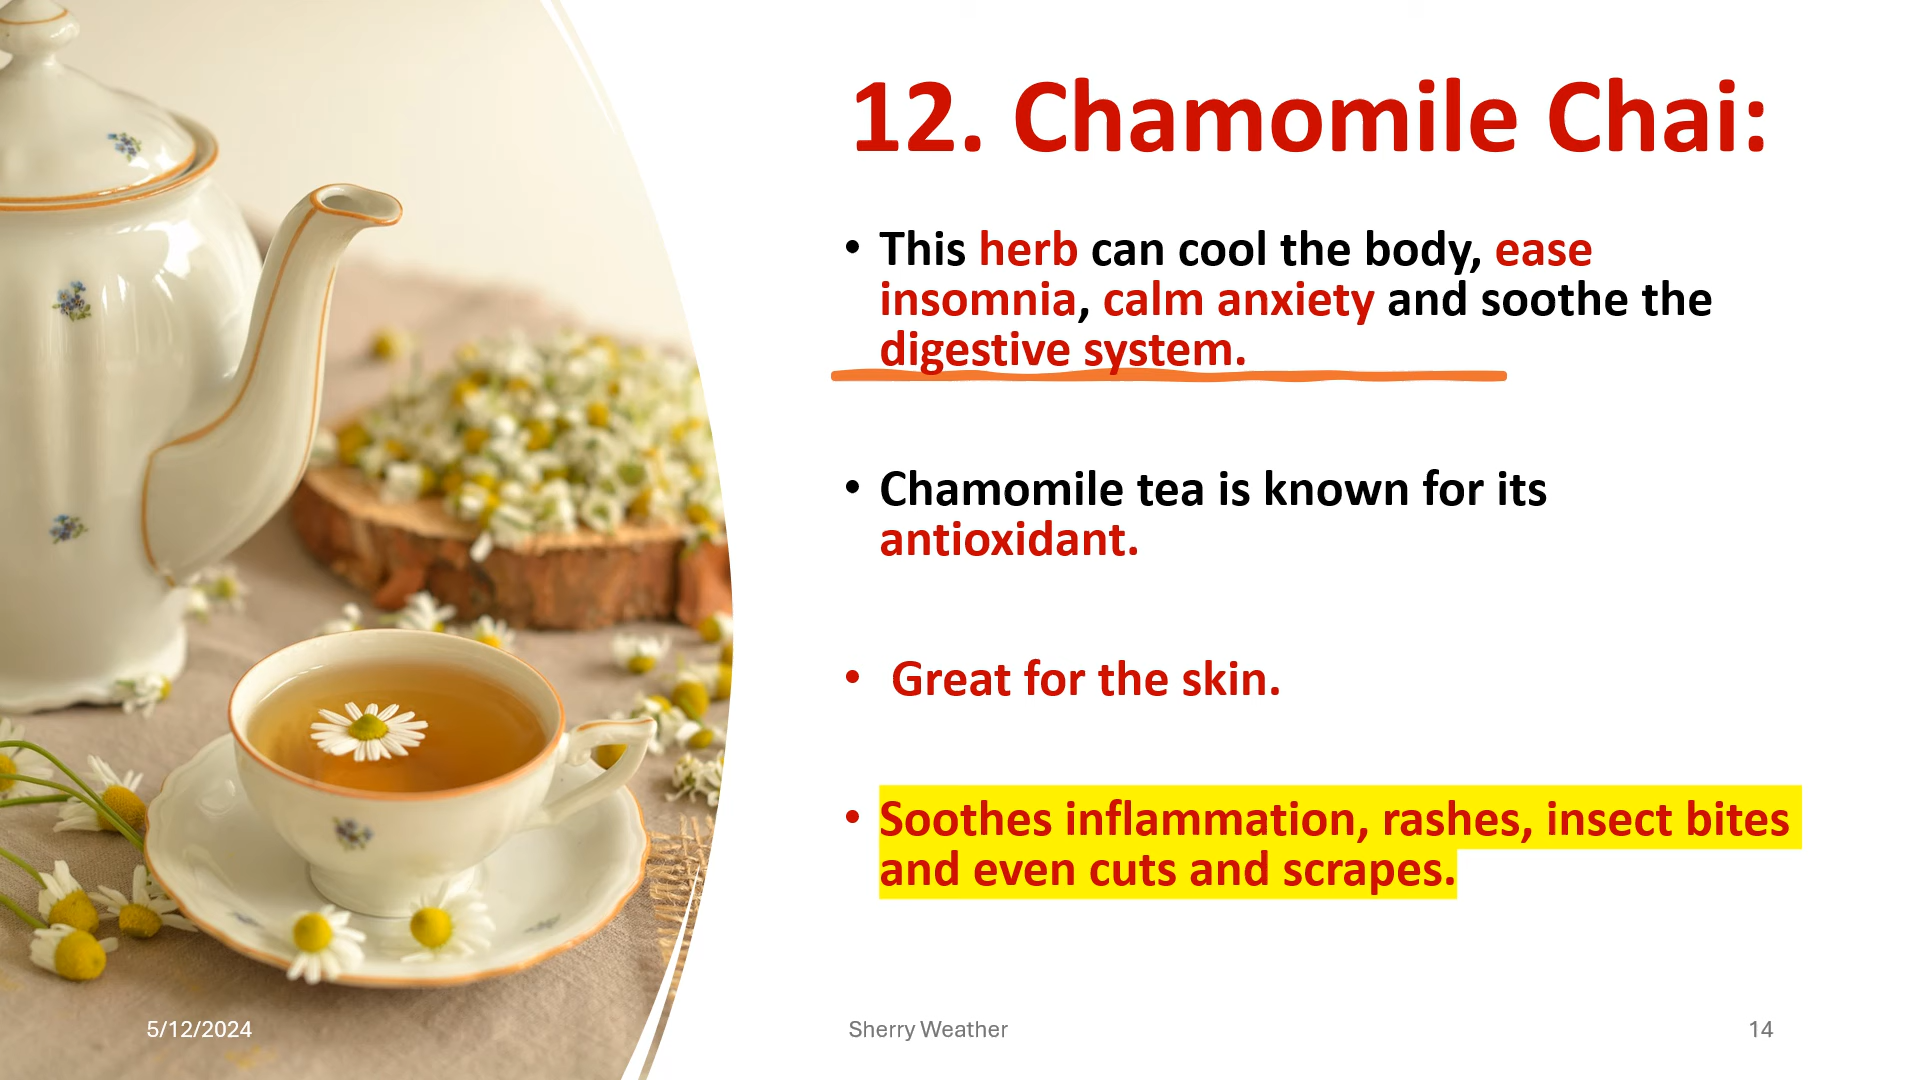 12. Chamomile Chai:
• This herb can cool the body, ease
insomnia, calm anxiety and soothe the
digestive system.
• Chamomile tea is known for its
antioxidant.
• Great for the skin.
• Soothes inflammation, rashes, insect bites
and even cuts and scrapes.
5/12/2024
Sherry Weather
14